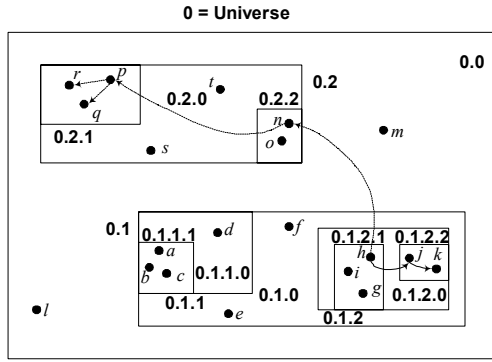 0 = Universe
0.0
r
p
t
0.2
q
0.2.0
0.2.2
n
m
o
0.2.1
s
0.1
0.1.1.1
d
f
0.1.2.1
0.1.2.2
a
h
j
k
b
c
0.1.1.0
i
g
0.1.2.0
0.1.1
0.1.0
0.1.2
l
e